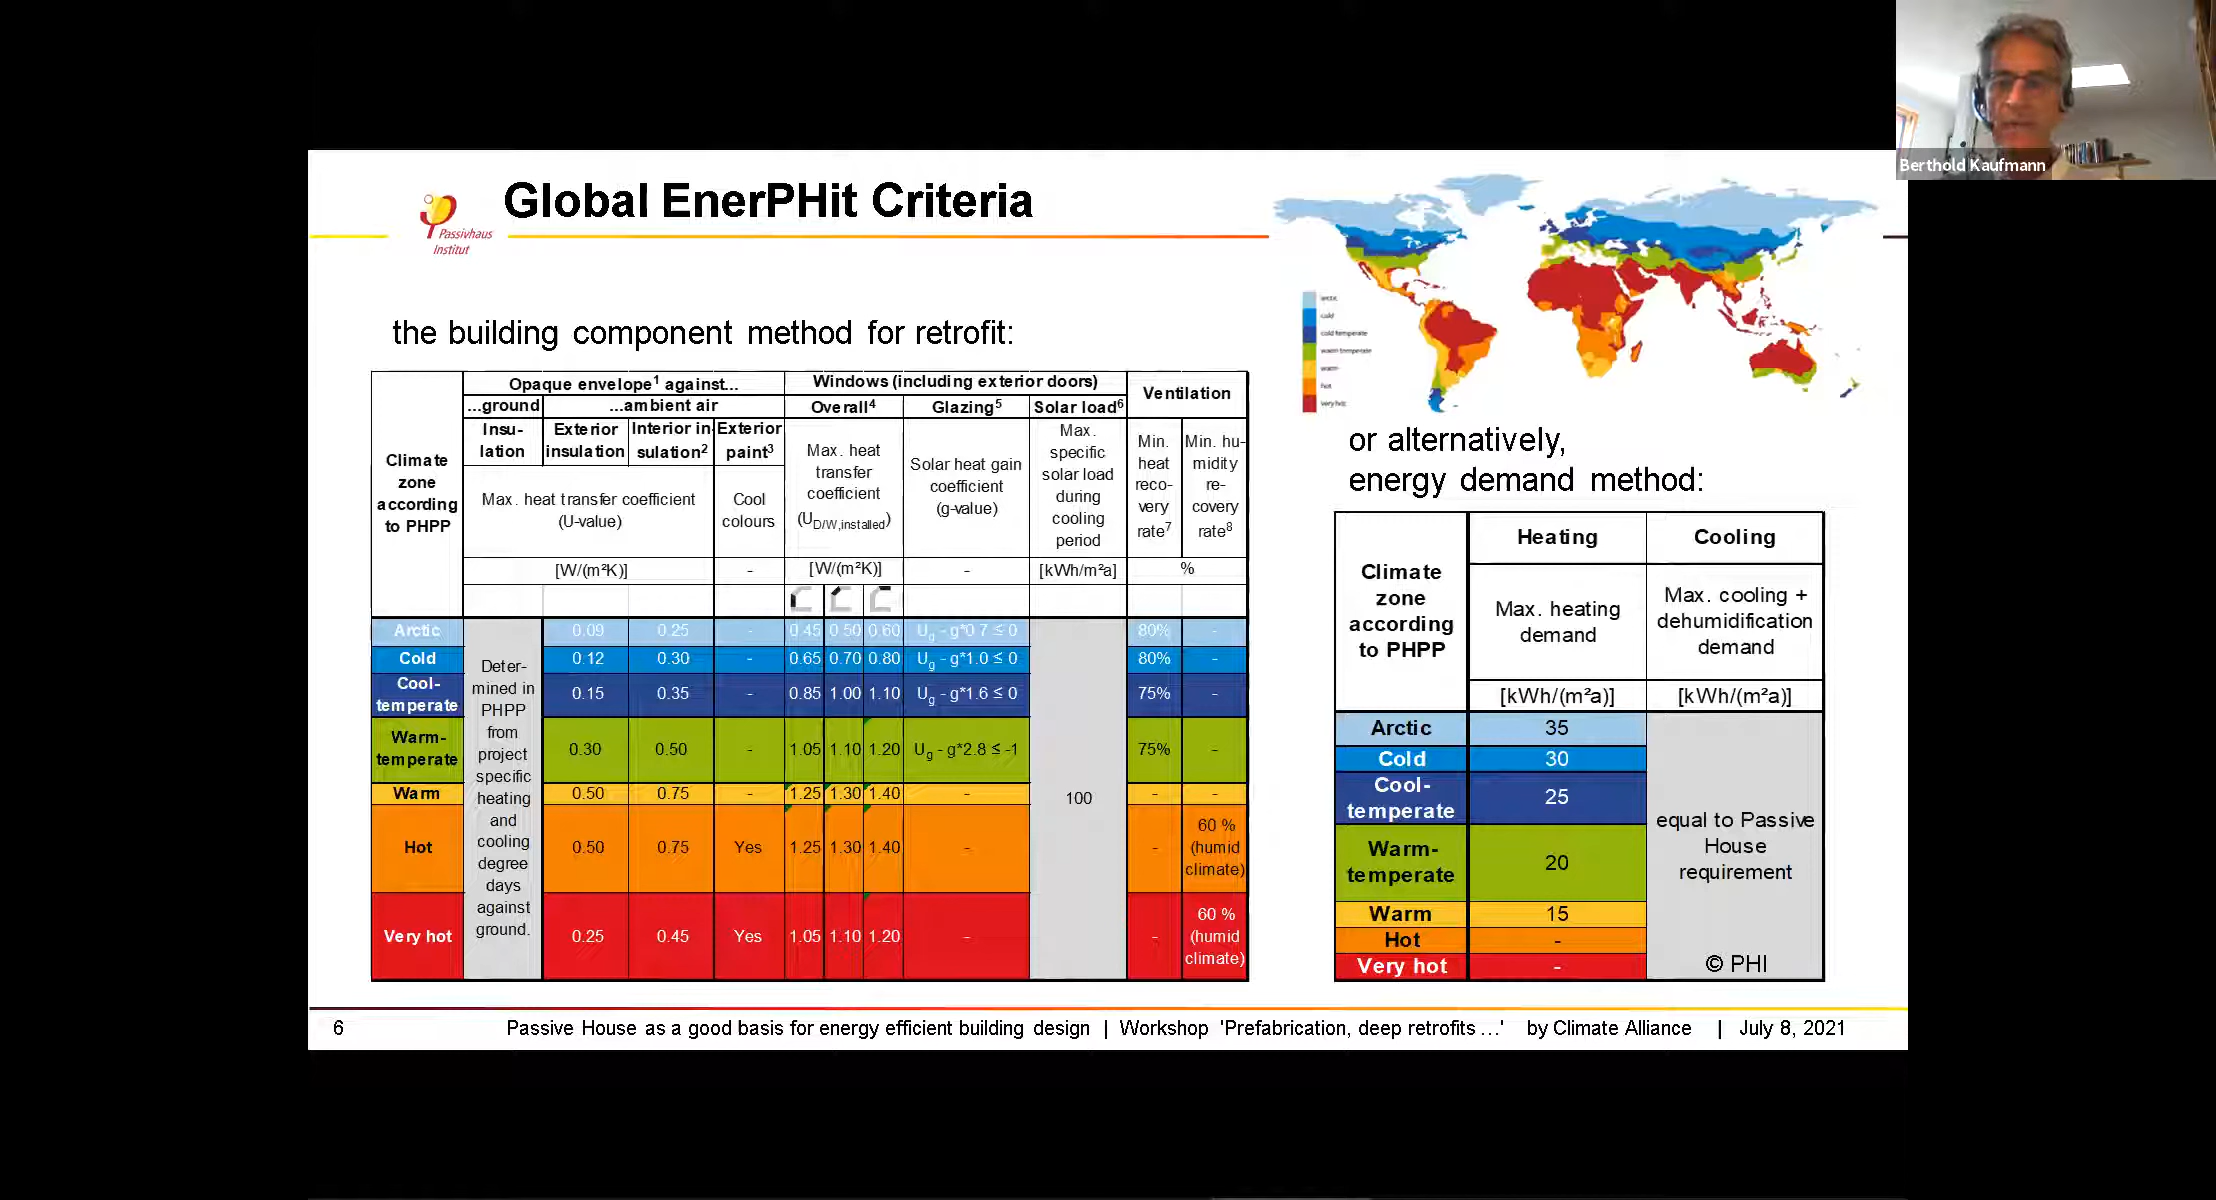 Berthold Kaufmann
Global EnerPHit Criteria
Passivhaus
Institut
arctic
cold
cold temperate
warm temperate
warm
hot
very hot
the building component method for retrofit:
Climate
zone
according
to PHPP
Opaque envelope¹ against...
Windows (including exterior doors)
Ventilation
...ground
...ambient air
Overall⁴
Glazing⁵
Solar load⁶
Insu-
lation
Exterior
insulation
Interior in-
sulation²
Exterior
paint³
Max. heat transfer coefficient
(U-value)
Cool
colours
Max. heat
transfer
coefficient
(U_D/W,installed)
Solar heat gain
coefficient
(g-value)
Max.
specific
solar load
during
cooling
period
Min.
heat
reco-
very
rate⁷
Min. hu-
midity
re-
covery
rate⁸
[W/(m²K)] - [W/(m²K)] - [kWh/m²a] %
Arctic 0.09 0.25 - 0.45 0.50 0.60 Ug - g*0.7 ≤ 0 80% -
Cold 0.12 0.30 - 0.65 0.70 0.80 Ug - g*1.0 ≤ 0 80% -
Cool-
temperate 0.15 0.35 - 0.85 1.00 1.10 Ug - g*1.6 ≤ 0 75% -
Warm-
temperate 0.30 0.50 - 1.05 1.10 1.20 Ug - g*2.8 ≤ -1 75% -
Warm 0.50 0.75 - 1.25 1.30 1.40 - - -
Hot 0.50 0.75 Yes 1.25 1.30 1.40 - - 60 %
(humid
climate)
Very hot 0.25 0.45 Yes 1.05 1.10 1.20 - - 60 %
(humid
climate)
Deter-
mined in
PHPP
from
project
specific
heating
and
cooling
degree
days
against
ground.
100
or alternatively,
energy demand method:
Climate
zone
according
to PHPP
Heating
Cooling
Max. heating
demand
Max. cooling +
dehumidification
demand
[kWh/(m²a)] [kWh/(m²a)]
Arctic 35
Cold 30
Cool-
temperate 25
Warm-
temperate 20
Warm 15
Hot -
Very hot -
equal to Passive
House
requirement
© PHI
6 Passive House as a good basis for energy efficient building design | Workshop 'Prefabrication, deep retrofits ...' by Climate Alliance | July 8, 2021